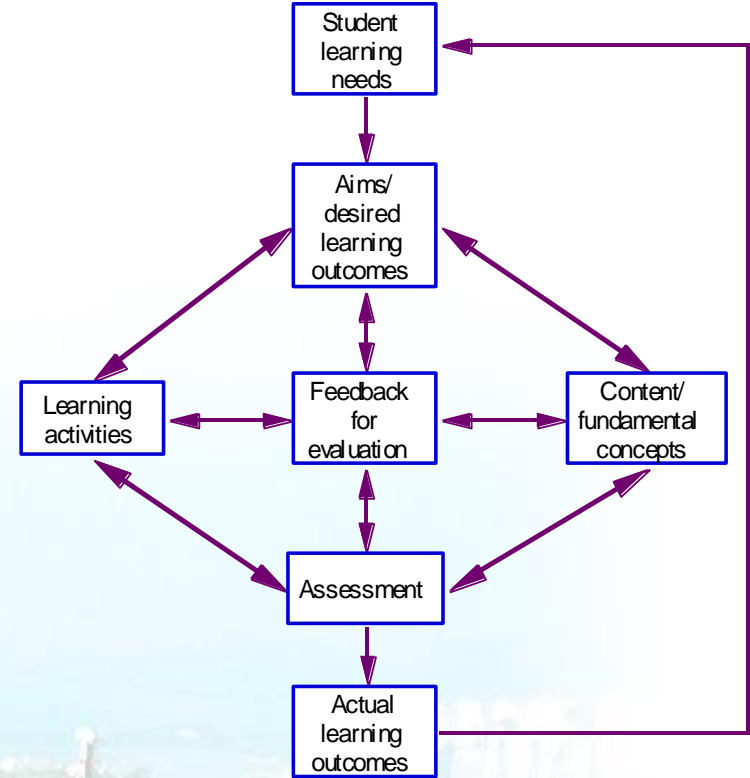 Student
learning
needs
Aims/
desired
learning
outcomes
Learning
activities
Feedback
for
evaluation
Content/
fundamental
concepts
Assessment
Actual
learning
outcomes